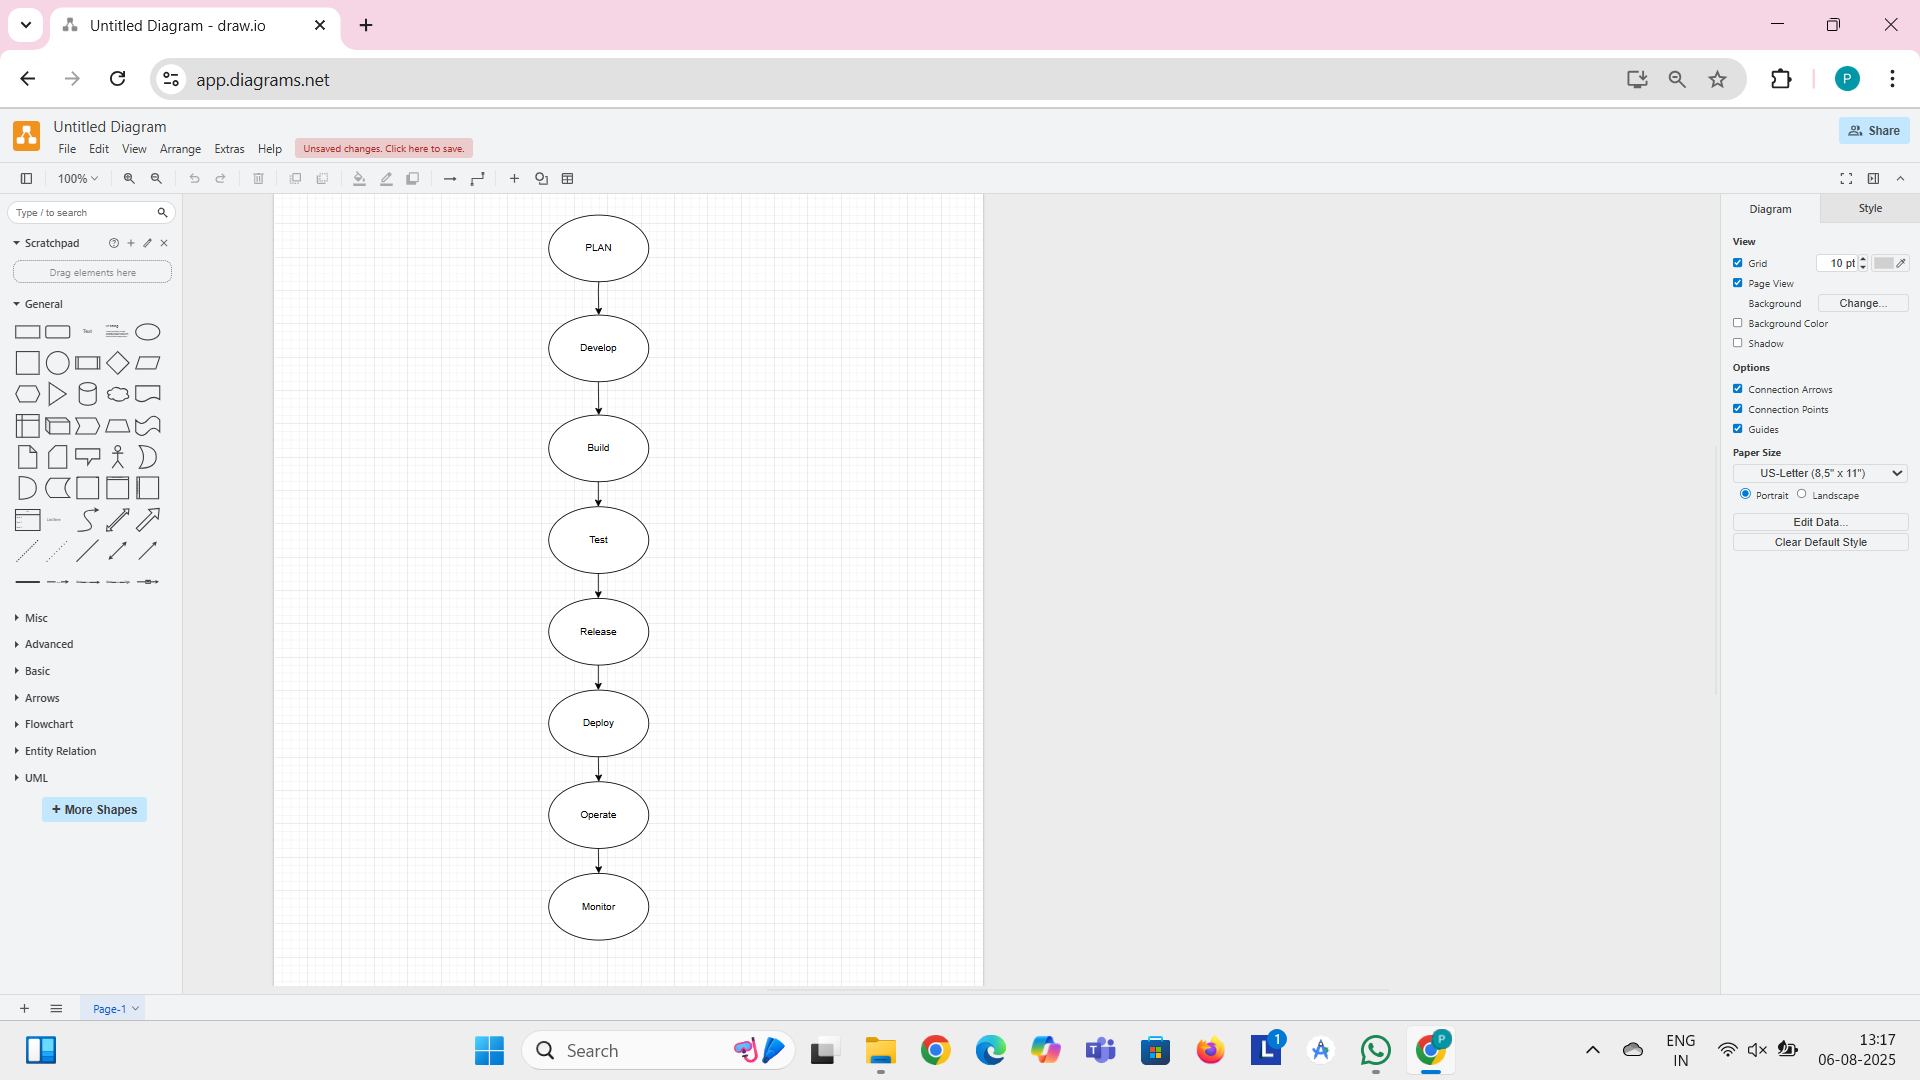 Untitled Diagram - draw.io
app.diagrams.net
P
Untitled Diagram
File Edit View Arrange Extras Help Unsaved changes. Click here to save.
Share
100%
Diagram Style
Type / to search
Scratchpad
Drag elements here
General
Text
Heading
List Item
Misc
Advanced
Basic
Arrows
Flowchart
Entity Relation
UML
+ More Shapes
PLAN
Develop
Build
Test
Release
Deploy
Operate
Monitor
View
Grid 10 pt
Page View
Background Change...
Background Color
Shadow
Options
Connection Arrows
Connection Points
Guides
Paper Size
US-Letter (8,5" x 11")
Portrait Landscape
Edit Data...
Clear Default Style
Page-1
Search
L 1
P
ENG
IN
13:17
06-08-2025